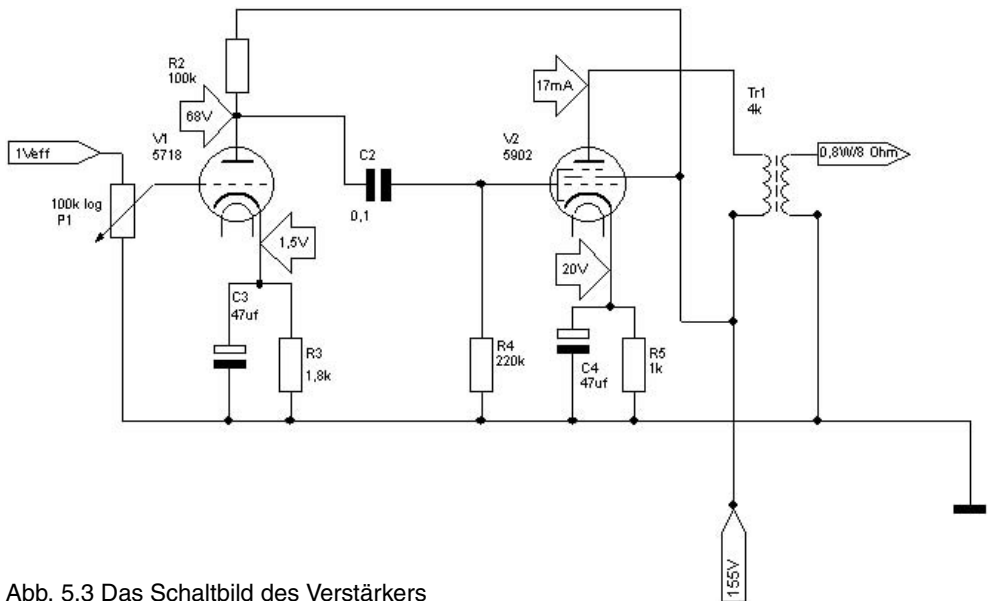 R2
100k
68V
17mA
Tr1
4k
V1
5718
V2
5902
1Veff
C2
0,8W/8 Ohm
100k log
P1
0,1
1,5V
20V
C3
47uf
R3
1,8k
R4
220k
R5
1k
C4
47uf
155V
Abb. 5.3 Das Schaltbild des Verstärkers